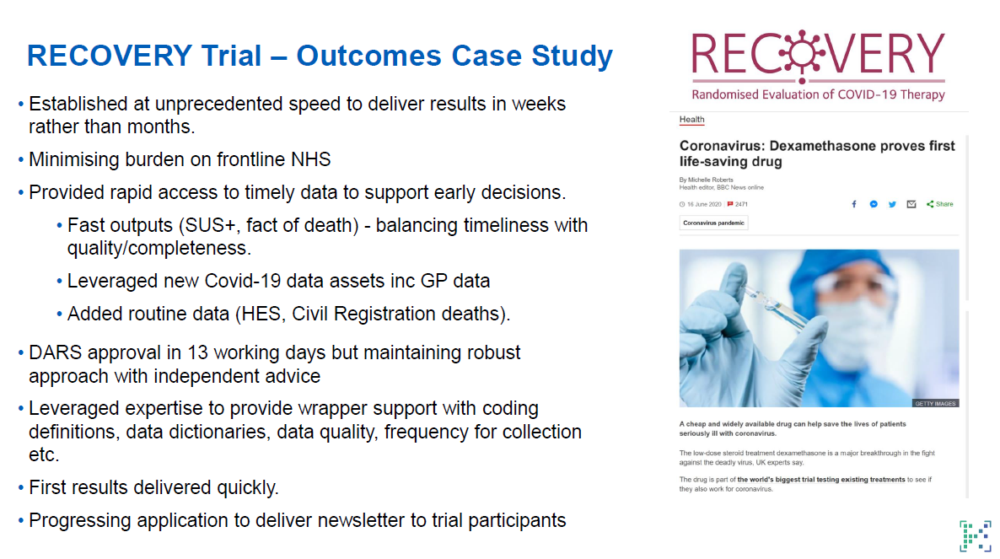 RECOVERY Trial – Outcomes Case Study
• Established at unprecedented speed to deliver results in weeks
rather than months.
• Minimising burden on frontline NHS
• Provided rapid access to timely data to support early decisions.
• Fast outputs (SUS+, fact of death) - balancing timeliness with
quality/completeness.
• Leveraged new Covid-19 data assets inc GP data
• Added routine data (HES, Civil Registration deaths).
• DARS approval in 13 working days but maintaining robust
approach with independent advice
• Leveraged expertise to provide wrapper support with coding
definitions, data dictionaries, data quality, frequency for collection
etc.
• First results delivered quickly.
• Progressing application to deliver newsletter to trial participants
RECOVERY
Randomised Evaluation of COVID-19 Therapy
Health
Coronavirus: Dexamethasone proves first
life-saving drug
By Michelle Roberts
Health editor, BBC News online
16 June 2020 2471
Share
Coronavirus pandemic
GETTY IMAGES
A cheap and widely available drug can help save the lives of patients
seriously ill with coronavirus.
The low-dose steroid treatment dexamethasone is a major breakthrough in the fight
against the deadly virus, UK experts say.
The drug is part of the world's biggest trial testing existing treatments to see if
they also work for coronavirus.